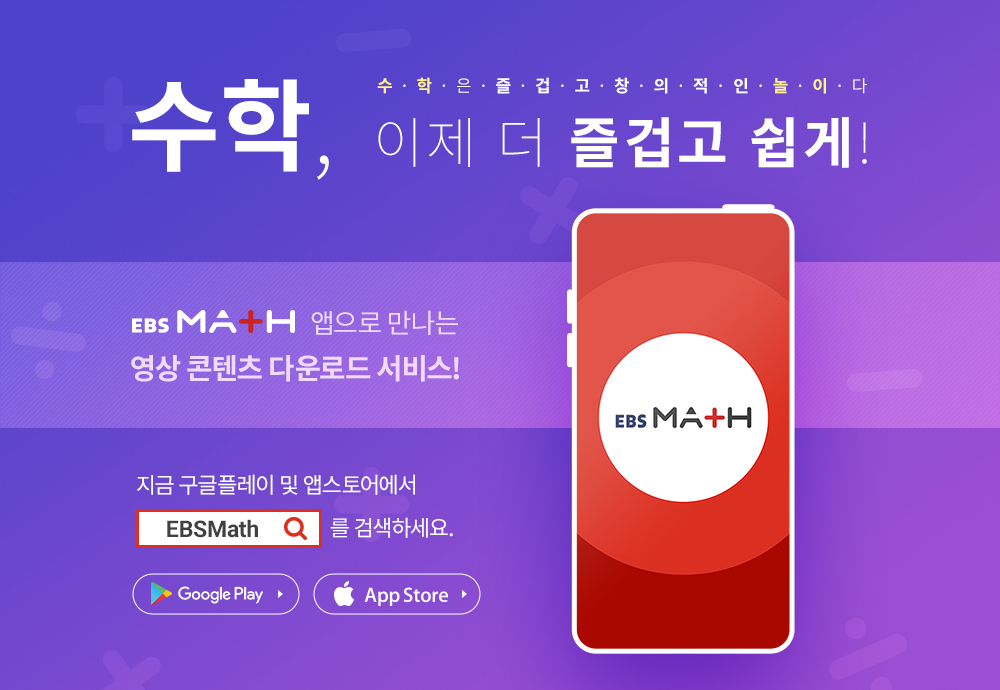 수·학·은·즐·겁·고·창·의·적·인·놀·이·다
수학, 이제 더 즐겁고 쉽게!
EBS MATH 앱으로 만나는
영상 콘텐츠 다운로드 서비스!
EBS MATH
지금 구글플레이 및 앱스토어에서
EBSMath 를 검색하세요.
Google Play
App Store